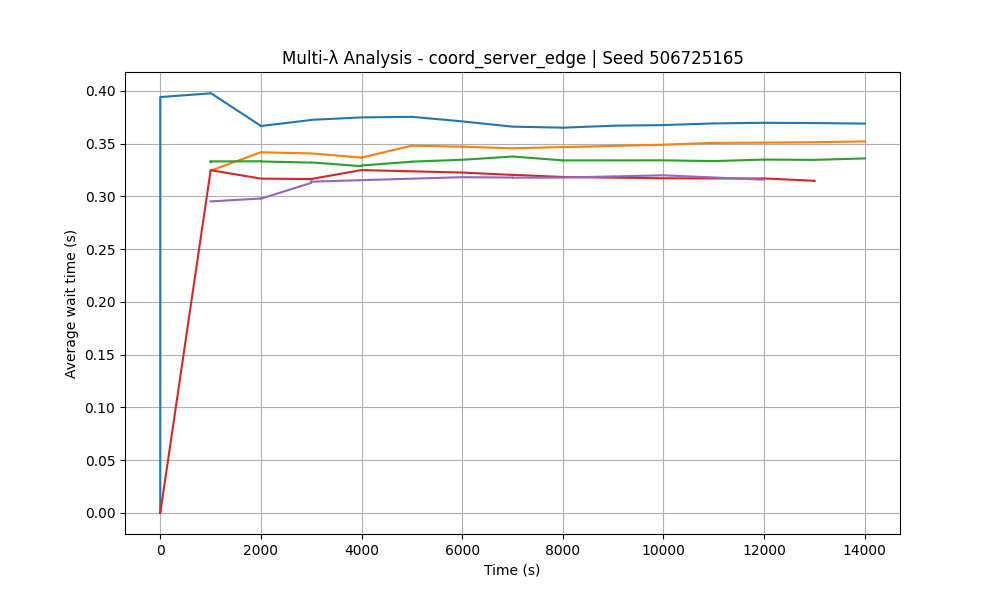 Multi-λ Analysis - coord_server_edge | Seed 506725165
Average wait time (s)
0.40
0.35
0.30
0.25
0.20
0.15
0.10
0.05
0.00
0 2000 4000 6000 8000 10000 12000 14000
Time (s)